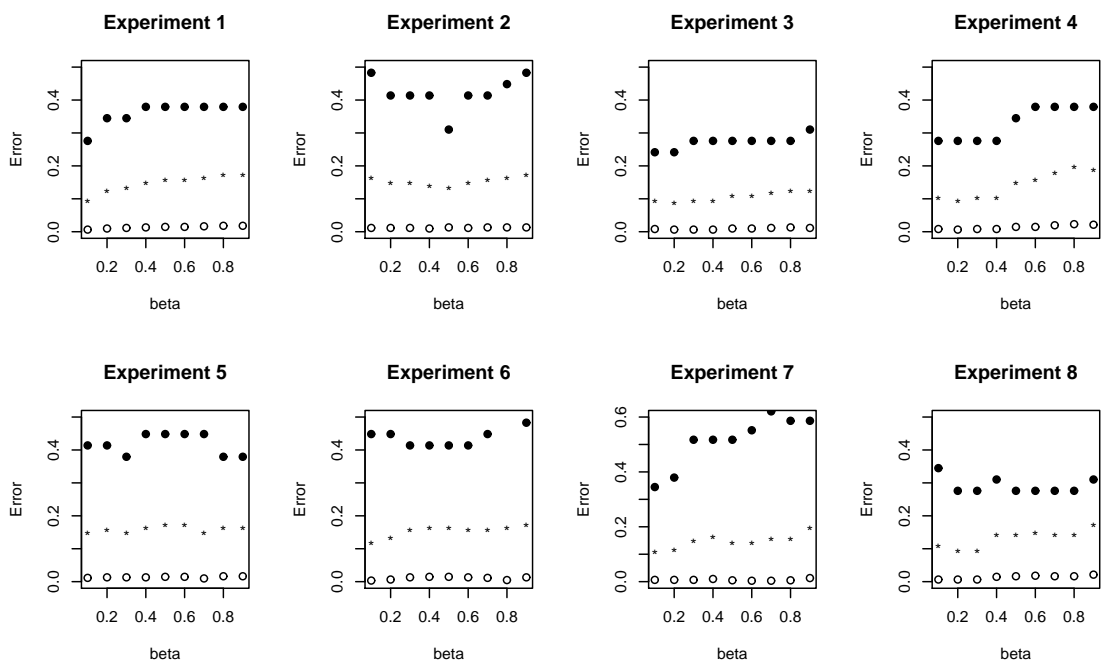 Experiment 1
Error
0.0 0.2 0.4
0.2 0.4 0.6 0.8
beta
Experiment 2
Error
0.0 0.2 0.4
0.2 0.4 0.6 0.8
beta
Experiment 3
Error
0.0 0.2 0.4
0.2 0.4 0.6 0.8
beta
Experiment 4
Error
0.0 0.2 0.4
0.2 0.4 0.6 0.8
beta
Experiment 5
Error
0.0 0.2 0.4
0.2 0.4 0.6 0.8
beta
Experiment 6
Error
0.0 0.2 0.4
0.2 0.4 0.6 0.8
beta
Experiment 7
Error
0.0 0.2 0.4 0.6
0.2 0.4 0.6 0.8
beta
Experiment 8
Error
0.0 0.2 0.4
0.2 0.4 0.6 0.8
beta